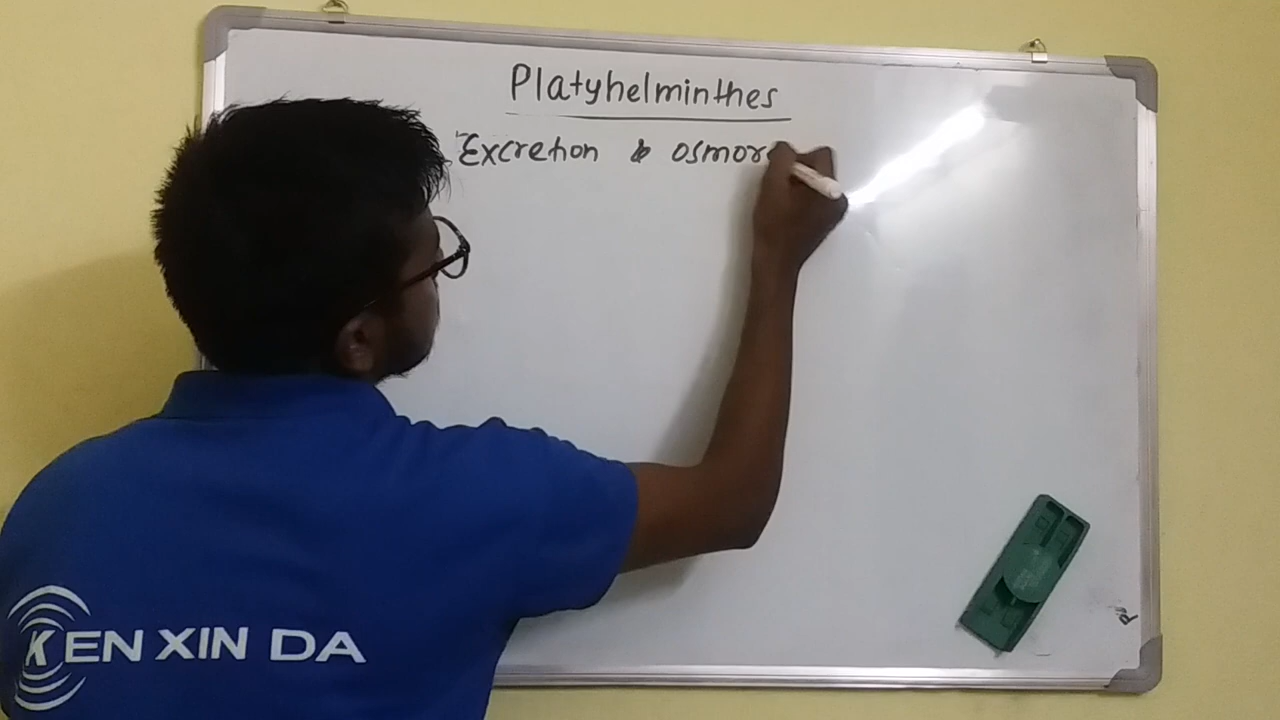 Platyhelminthes
Excretion & osmor
KEN XIN DA